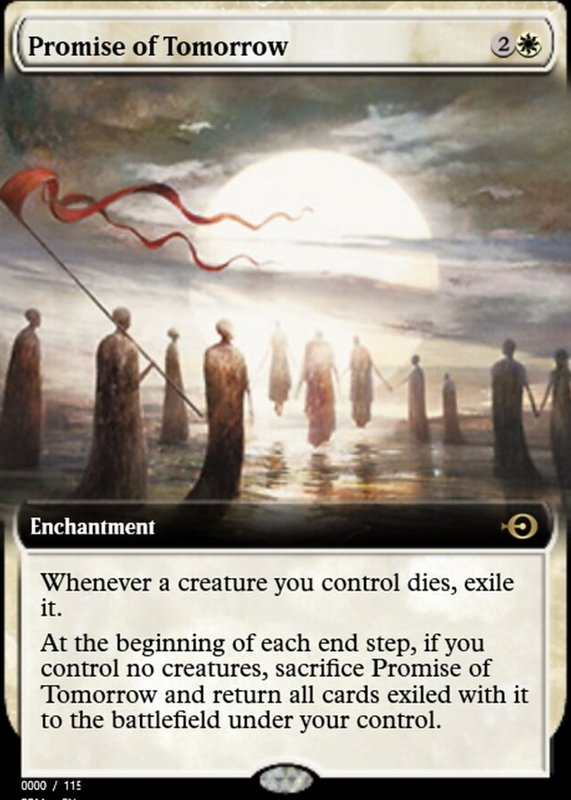 Promise of Tomorrow 2
Enchantment
Whenever a creature you control dies, exile
it.
At the beginning of each end step, if you
control no creatures, sacrifice Promise of
Tomorrow and return all cards exiled with it
to the battlefield under your control.
0000 / 115